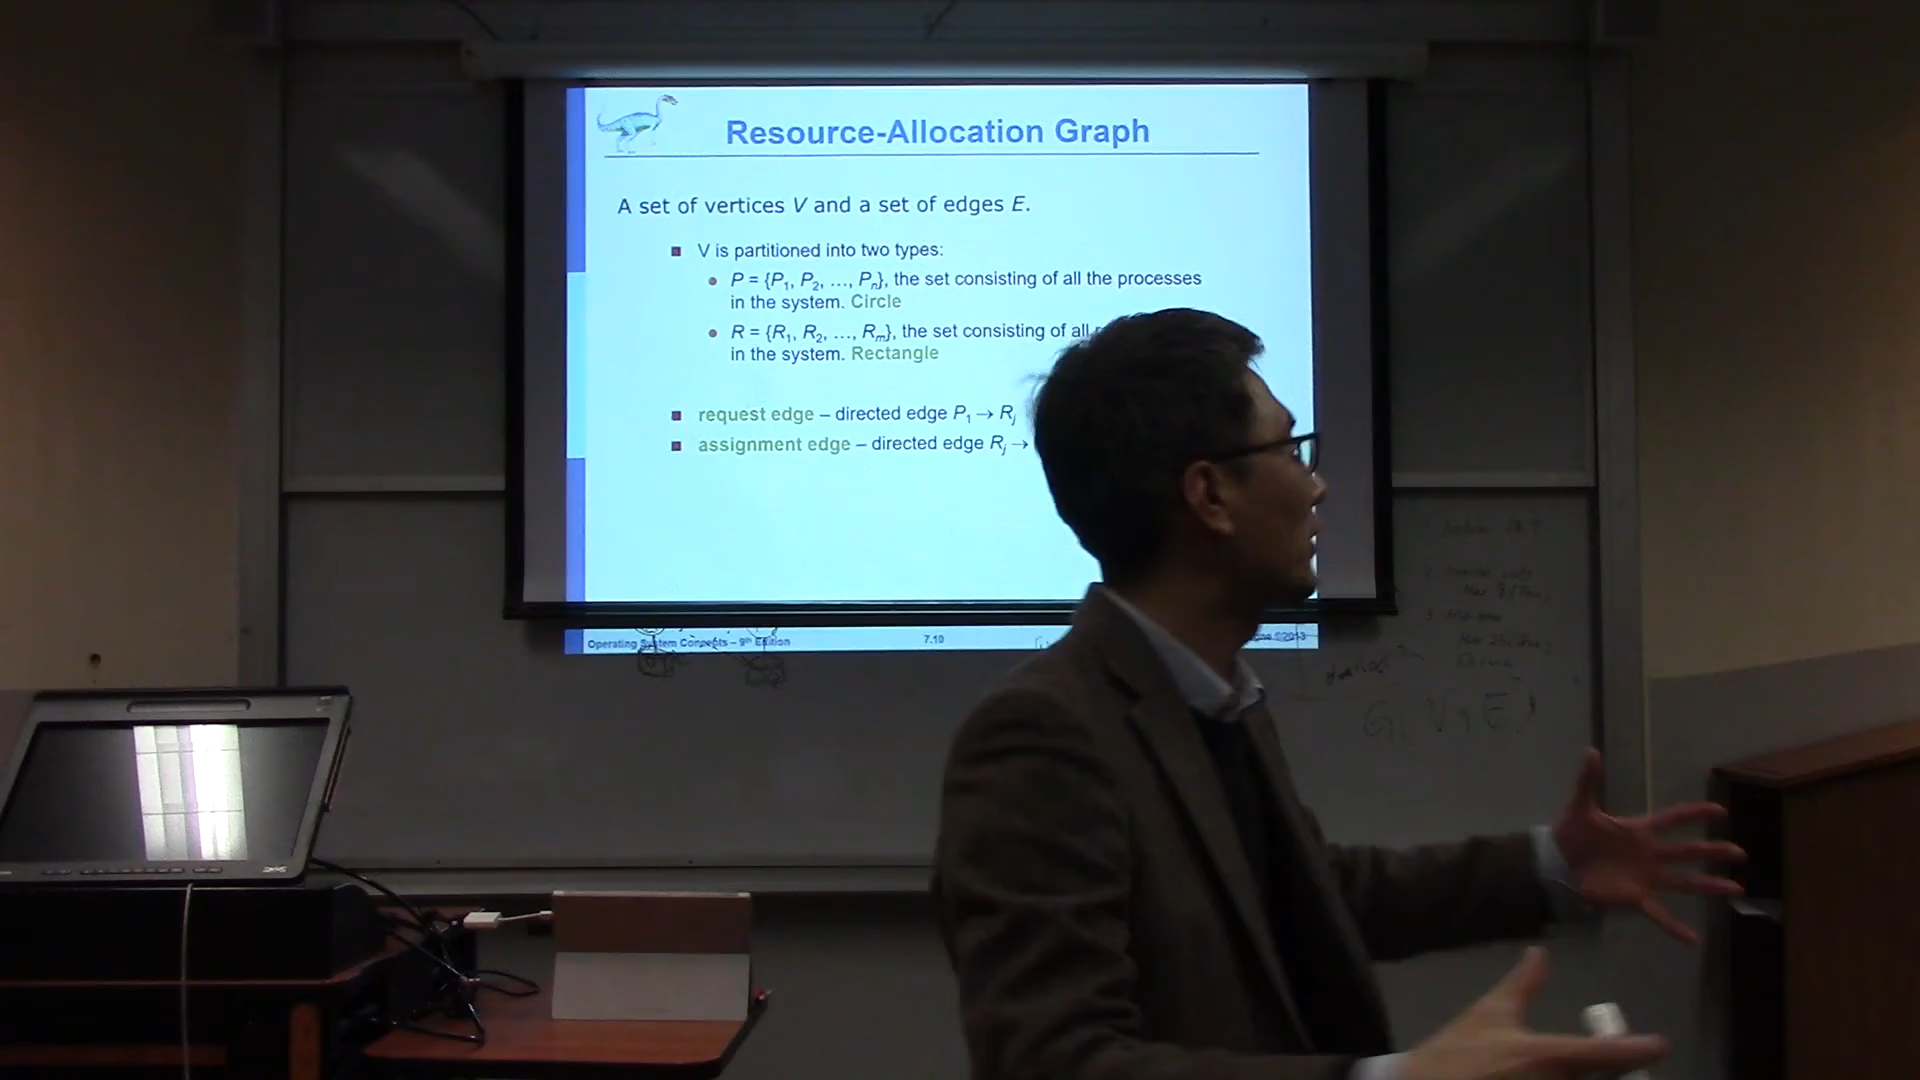 Resource-Allocation Graph
A set of vertices V and a set of edges E.
V is partitioned into two types:
P = {P1, P2, …, Pn}, the set consisting of all the processes
in the system. Circle
R = {R1, R2, …, Rm}, the set consisting of all
in the system. Rectangle
request edge – directed edge P1 → Rj
assignment edge – directed edge Rj →
Operating System Concepts – 9th Edition 7.10 ©2013
G(V, E)